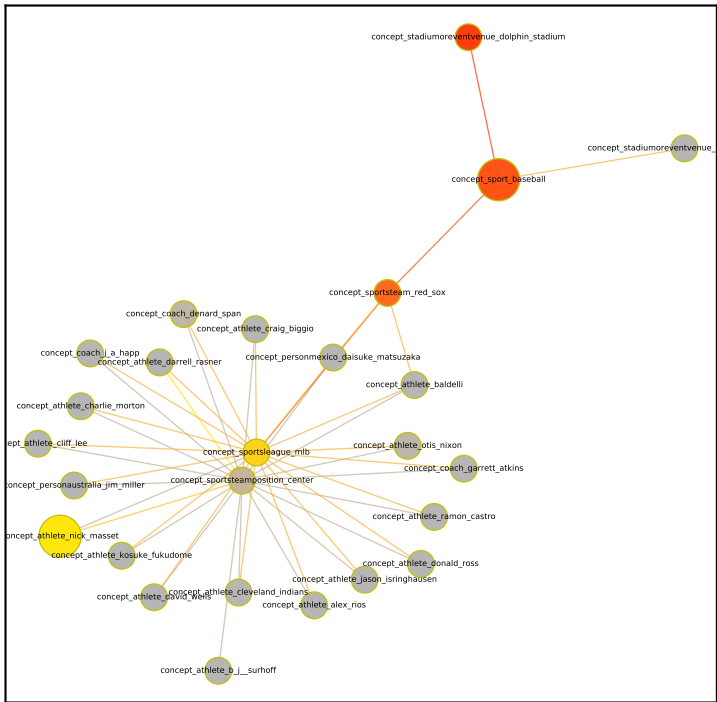 concept_stadiumoreventvenue_dolphin_stadium
concept_stadiumoreventvenue_
concept_sport_baseball
concept_sportsteam_red_sox
concept_coach_denard_span
concept_athlete_craig_biggio
concept_coach_j_a_happ
concept_personmexico_daisuke_matsuzaka
concept_athlete_darrell_rasner
concept_athlete_baldelli
concept_athlete_charlie_morton
ept_athlete_cliff_lee
concept_athlete_otis_nixon
concept_sportsleague_mlb
concept_coach_garrett_atkins
concept_sportsteamposition_center
concept_personaustralia_jim_miller
concept_athlete_ramon_castro
oncept_athlete_nick_masset
concept_athlete_kosuke_fukudome
concept_athlete_donald_ross
concept_athlete_jason_isringhausen
concept_athlete_cleveland_indians
concept_athlete_david_wells
concept_athlete_alex_rios
concept_athlete_b_j__surhoff